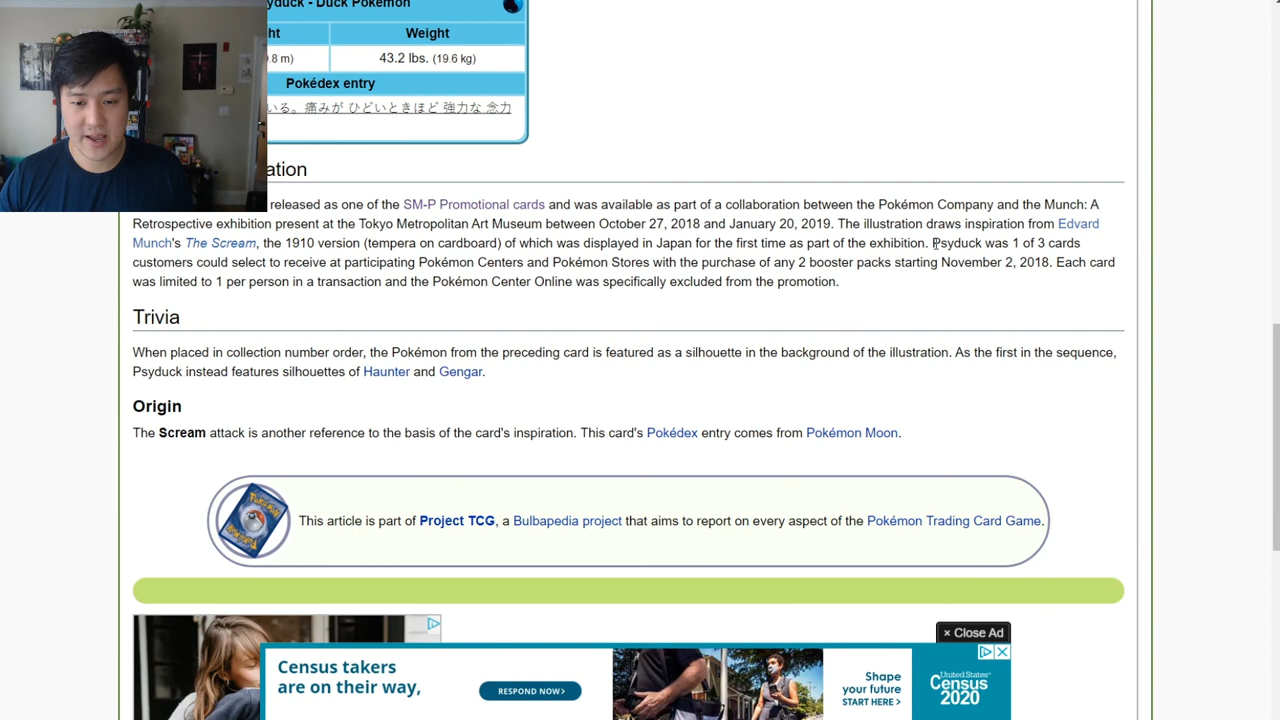 yduck - Duck Pokémon
ht Weight
.8 m) 43.2 lbs. (19.6 kg)
Pokédex entry
いる。痛みが ひどいときほど 強力な 念力
ation
released as one of the SM-P Promotional cards and was available as part of a collaboration between the Pokémon Company and the Munch: A
Retrospective exhibition present at the Tokyo Metropolitan Art Museum between October 27, 2018 and January 20, 2019. The illustration draws inspiration from Edvard
Munch's The Scream, the 1910 version (tempera on cardboard) of which was displayed in Japan for the first time as part of the exhibition. Psyduck was 1 of 3 cards
customers could select to receive at participating Pokémon Centers and Pokémon Stores with the purchase of any 2 booster packs starting November 2, 2018. Each card
was limited to 1 per person in a transaction and the Pokémon Center Online was specifically excluded from the promotion.
Trivia
When placed in collection number order, the Pokémon from the preceding card is featured as a silhouette in the background of the illustration. As the first in the sequence,
Psyduck instead features silhouettes of Haunter and Gengar.
Origin
The Scream attack is another reference to the basis of the card's inspiration. This card's Pokédex entry comes from Pokémon Moon.
This article is part of Project TCG, a Bulbapedia project that aims to report on every aspect of the Pokémon Trading Card Game.
× Close Ad
Census takers
are on their way,
RESPOND NOW>
Shape
your future
START HERE >
United States®
Census
2020